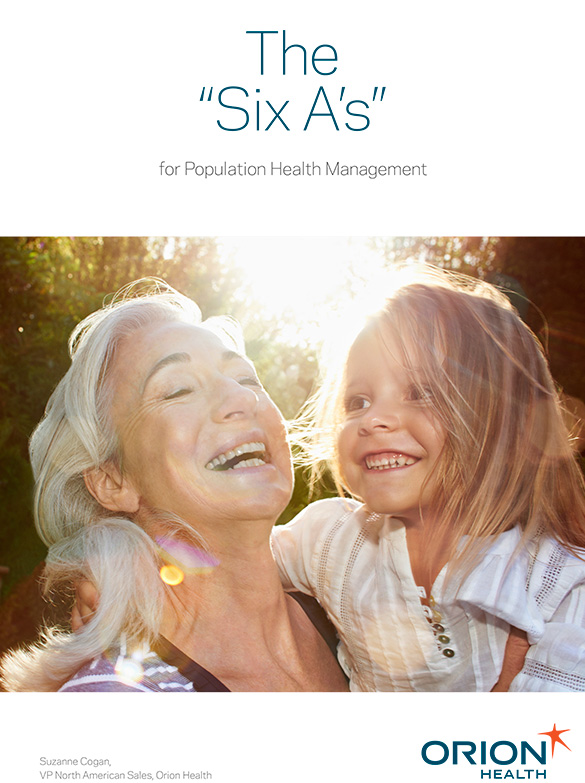 The
“Six A’s”
for Population Health Management
Suzanne Cogan,
VP North American Sales, Orion Health
ORION
HEALTH